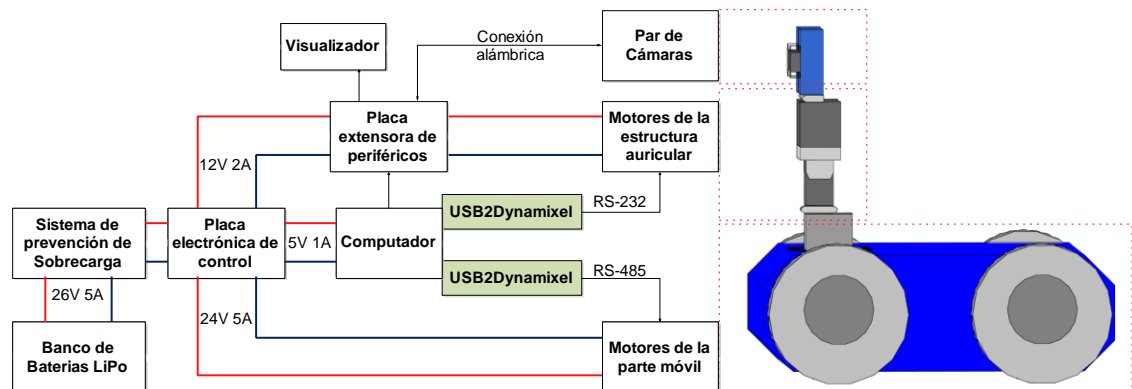 Visualizador
Conexión
alámbrica
Par de
Cámaras
Placa
extensora de
periféricos
Motores de la
estructura
auricular
12V 2A
USB2Dynamixel
RS-232
Sistema de
prevención de
Sobrecarga
Placa
electrónica de
control
5V 1A
Computador
USB2Dynamixel
RS-485
26V 5A
24V 5A
Banco de
Baterias LiPo
Motores de la
parte móvil